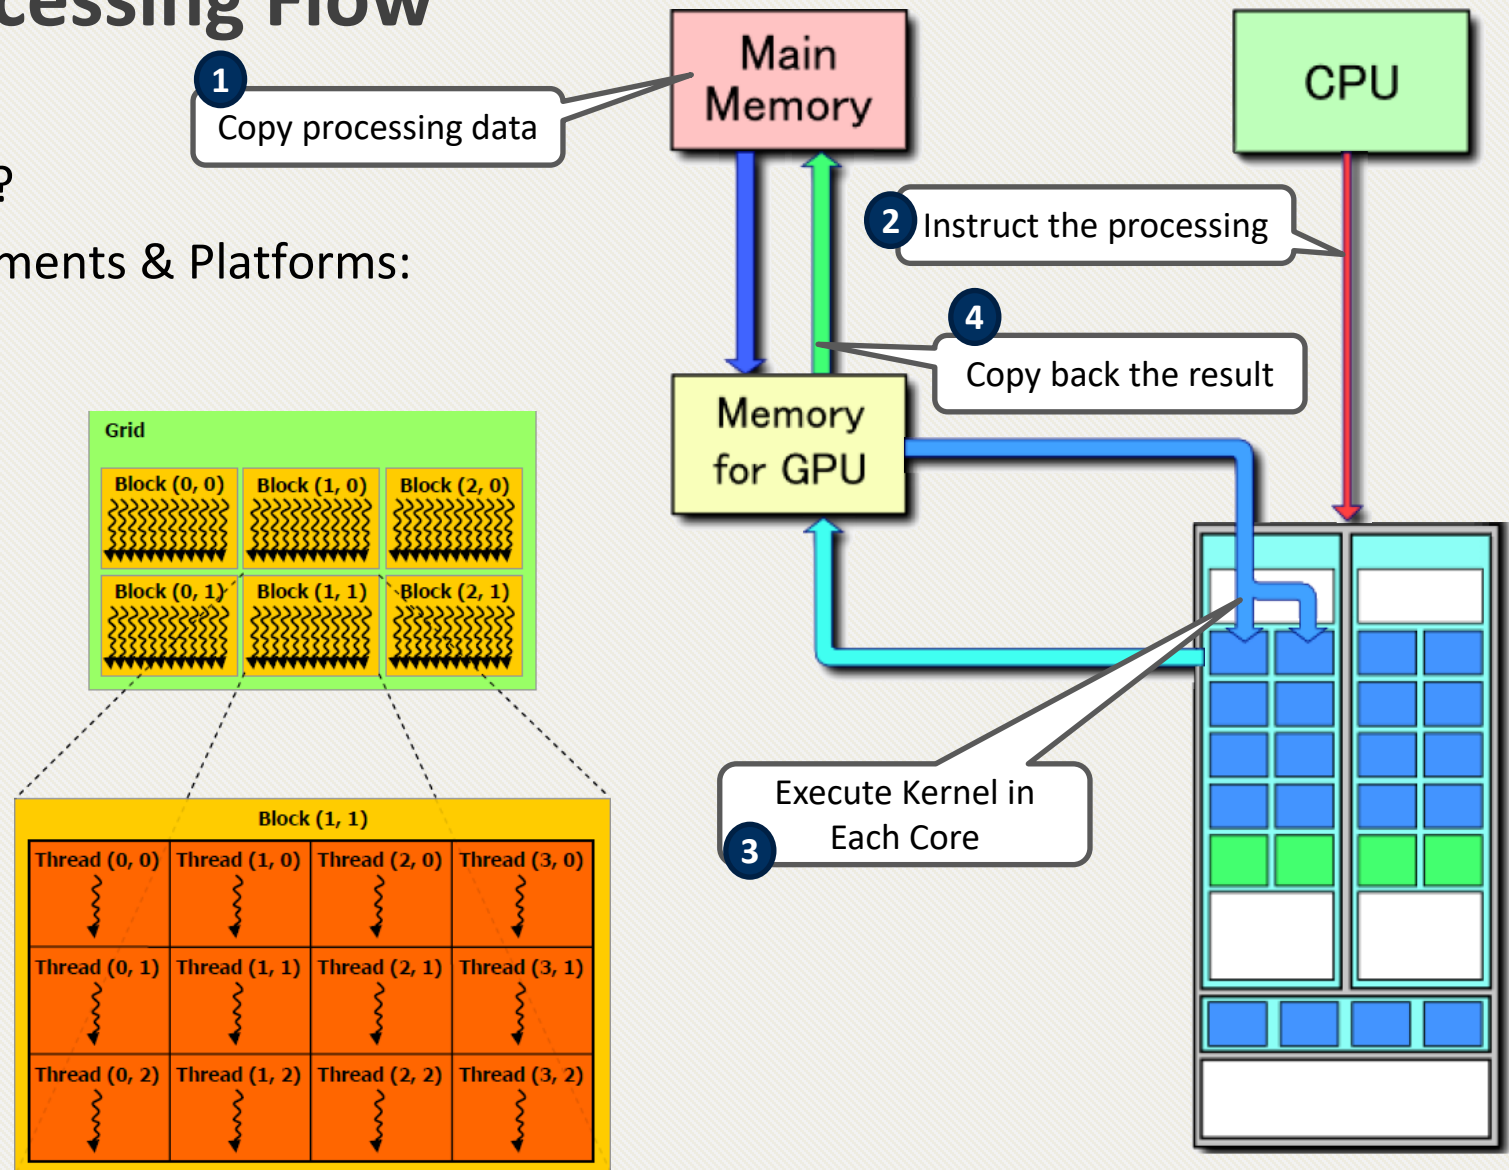 cessing Flow
?
ments & Platforms:
1
Copy processing data
Main
Memory
CPU
2
Instruct the processing
4
Copy back the result
Memory
for GPU
3
Execute Kernel in
Each Core
Grid
Block (0, 0) Block (1, 0) Block (2, 0)
Block (0, 1) Block (1, 1) Block (2, 1)
Block (1, 1)
Thread (0, 0) Thread (1, 0) Thread (2, 0) Thread (3, 0)
Thread (0, 1) Thread (1, 1) Thread (2, 1) Thread (3, 1)
Thread (0, 2) Thread (1, 2) Thread (2, 2) Thread (3, 2)